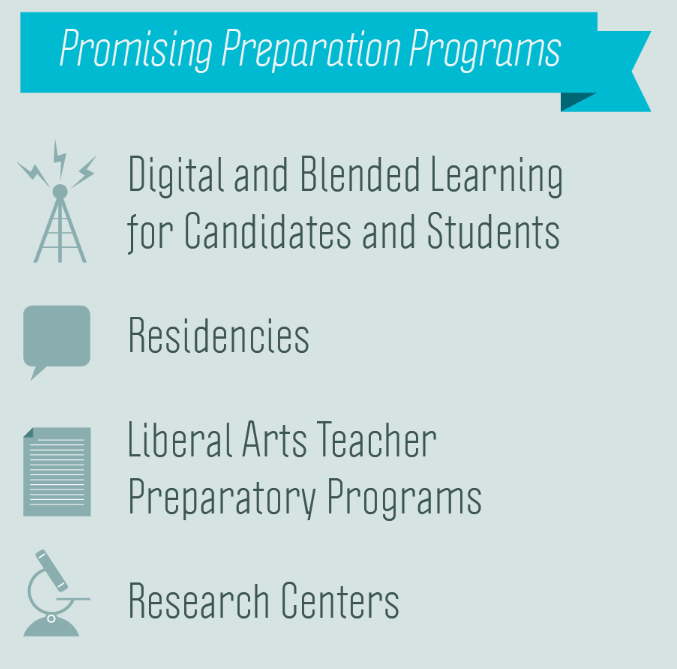 Promising Preparation Programs
Digital and Blended Learning
for Candidates and Students
Residencies
Liberal Arts Teacher
Preparatory Programs
Research Centers